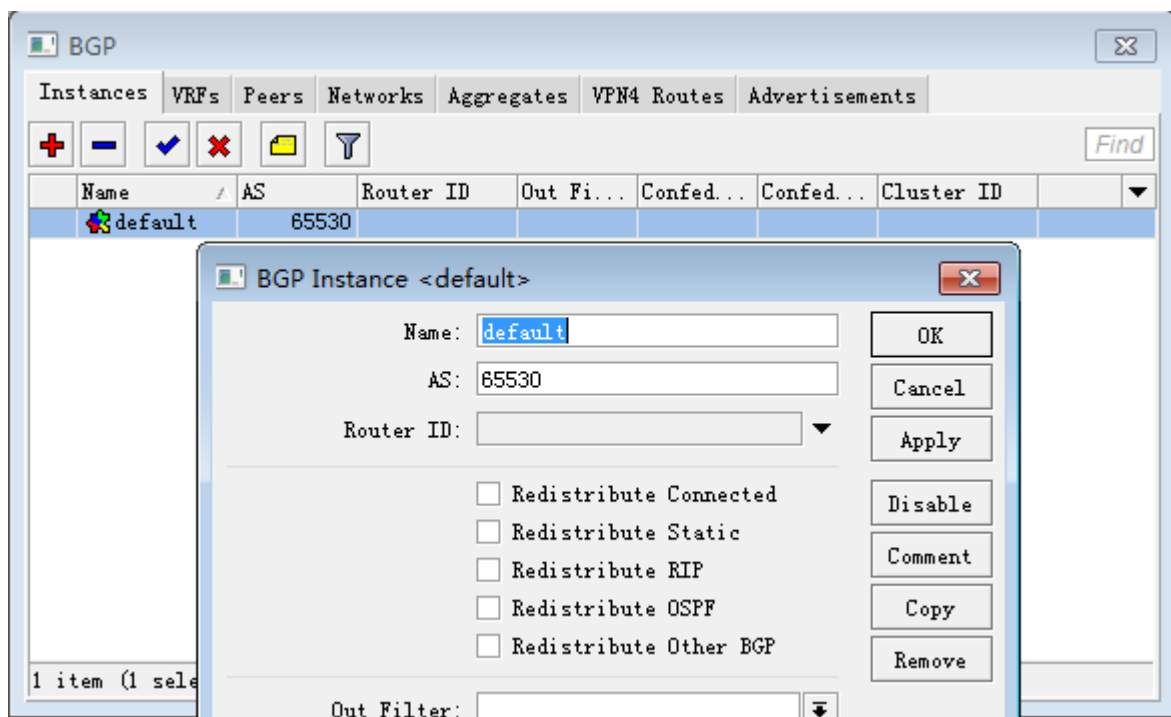 BGP
Instances VRFs Peers Networks Aggregates VPN4 Routes Advertisements
Find
Name AS Router ID Out Fi... Confed... Confed... Cluster ID
default 65530
BGP Instance <default>
Name: default OK
AS: 65530 Cancel
Router ID: Apply
Redistribute Connected Disable
Redistribute Static
Redistribute RIP Comment
Redistribute OSPF Copy
Redistribute Other BGP Remove
1 item (1 sele
Out Filter: